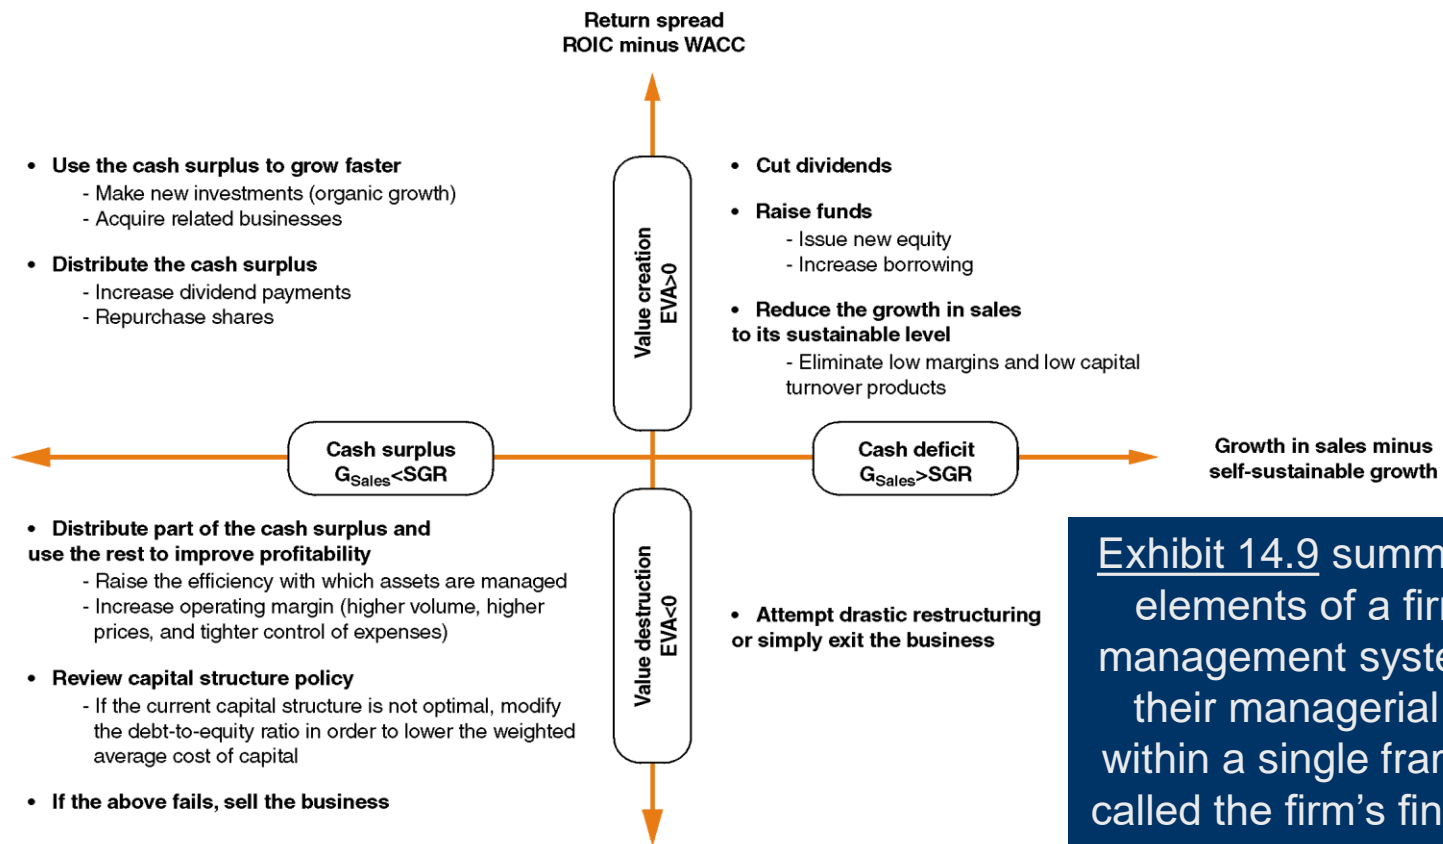 Return spread
ROIC minus WACC
• Use the cash surplus to grow faster
- Make new investments (organic growth)
- Acquire related businesses
• Distribute the cash surplus
- Increase dividend payments
- Repurchase shares
Value creation
EVA>0
• Cut dividends
• Raise funds
- Issue new equity
- Increase borrowing
• Reduce the growth in sales
to its sustainable level
- Eliminate low margins and low capital
turnover products
Cash surplus
G_Sales<SGR
Cash deficit
G_Sales>SGR
Growth in sales minus
self-sustainable growth
• Distribute part of the cash surplus and
use the rest to improve profitability
- Raise the efficiency with which assets are managed
- Increase operating margin (higher volume, higher
prices, and tighter control of expenses)
• Review capital structure policy
- If the current capital structure is not optimal, modify
the debt-to-equity ratio in order to lower the weighted
average cost of capital
• If the above fails, sell the business
Value destruction
EVA<0
• Attempt drastic restructuring
or simply exit the business
Exhibit 14.9 summ
elements of a fir
management syste
their managerial
within a single fra
called the firm's fin